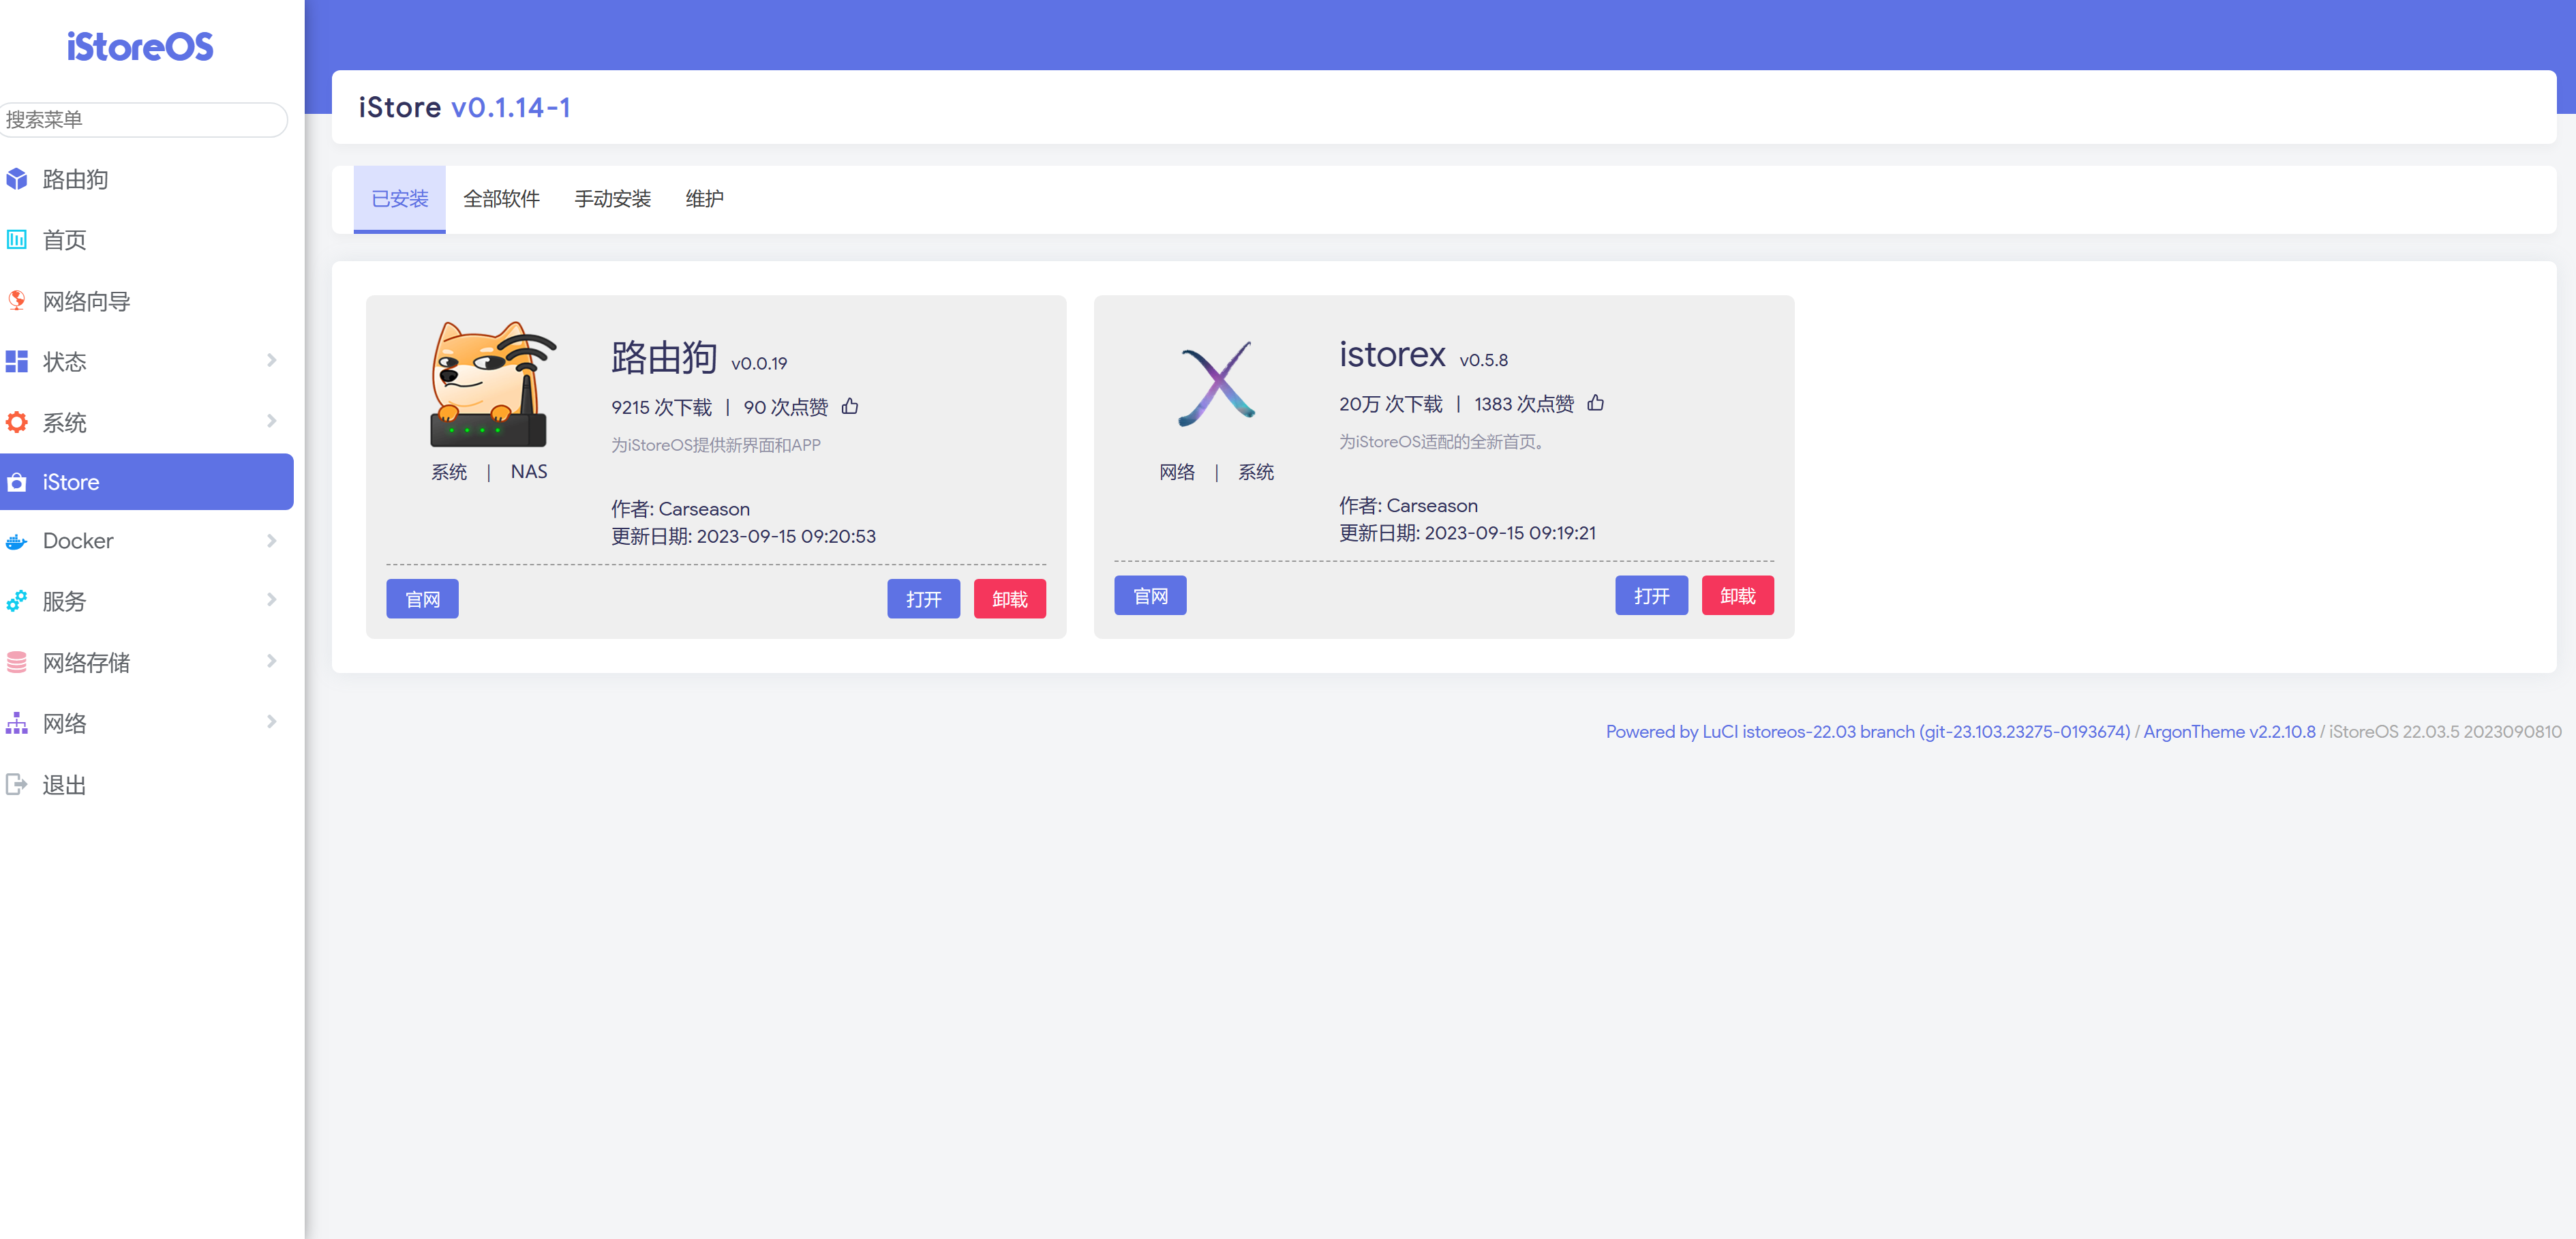 iStoreOS
搜索菜单
路由狗
首页
网络向导
状态
系统
iStore
Docker
服务
网络存储
网络
退出
iStore v0.1.14-1
已安装 全部软件 手动安装 维护
路由狗 v0.0.19
9215 次下载 | 90 次点赞
为iStoreOS提供新界面和APP
系统 | NAS
作者: Carseason
更新日期: 2023-09-15 09:20:53
官网 打开 卸载
istorex v0.5.8
20万 次下载 | 1383 次点赞
为iStoreOS适配的全新首页。
网络 | 系统
作者: Carseason
更新日期: 2023-09-15 09:19:21
官网 打开 卸载
Powered by LuCI istoreos-22.03 branch (git-23.103.23275-0193674) / ArgonTheme v2.2.10.8 / iStoreOS 22.03.5 2023090810